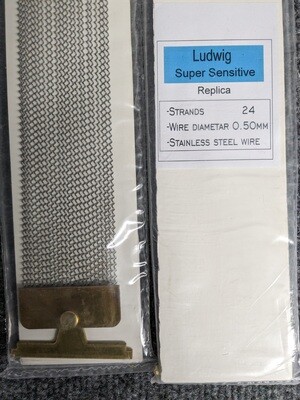 Ludwig
Super Sensitive
Replica
-Strands 24
-Wire diametar 0.50mm
-Stainless steel wire